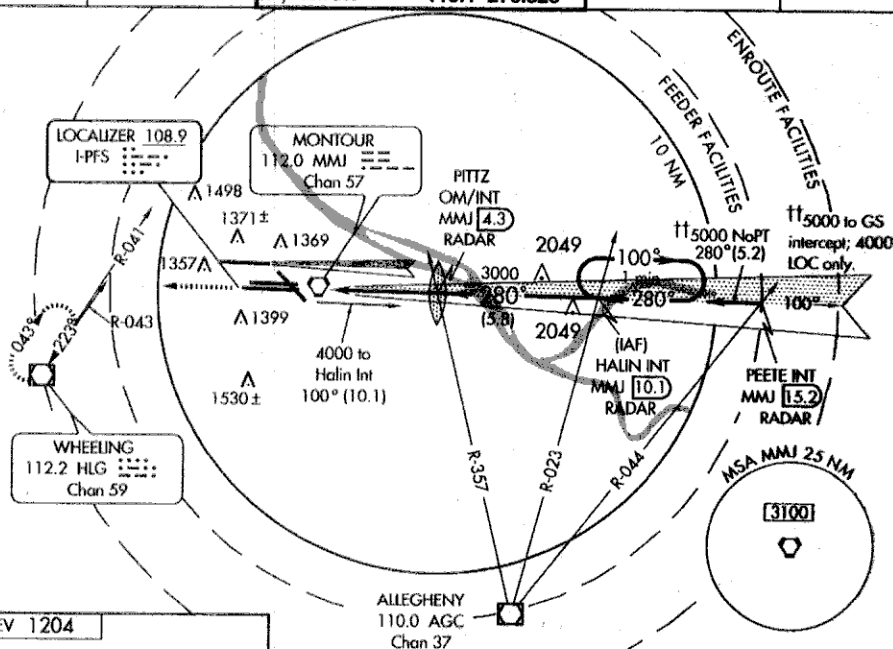 ENROUTE FACILITIES
FEEDER FACILITIES
10 NM
LOCALIZER 108.9
I-PFS
MONTOUR
112.0 MMJ
Chan 57
PITTZ
OM/INT
MMJ 4.3
RADAR
1498
1371±
1369
1357
1399
1530±
2049
2049
3000
280°
(5.8)
100°
1 min
280°
††5000 NoPT
280° (5.2)
††5000 to GS
intercept; 4000
LOC only.
100°
R-041
R-043
043°
223°
4000 to
Halin Int
100° (10.1)
(IAF)
HALIN INT
MMJ 10.1
RADAR
PEETE INT
MMJ 15.2
RADAR
WHEELING
112.2 HLG
Chan 59
R-357
R-023
R-044
MSA MMJ 25 NM
3100
ALLEGHENY
110.0 AGC
Chan 37
EV 1204